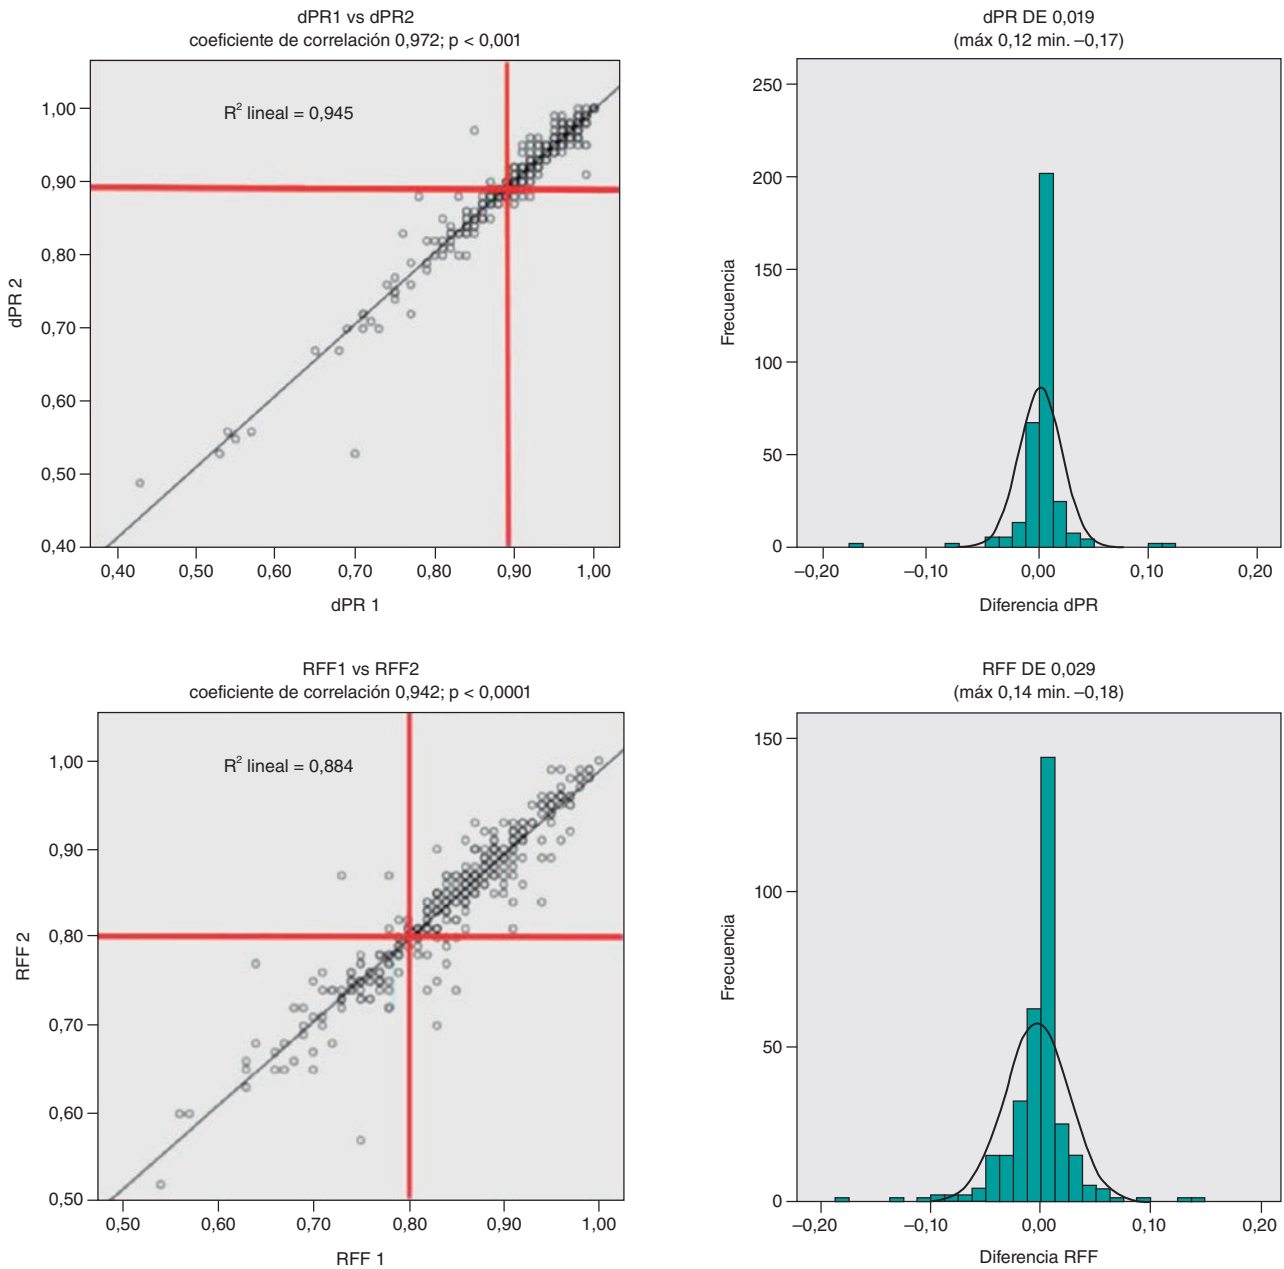 dPR1 vs dPR2
coeficiente de correlación 0,972; p < 0,001
R² lineal = 0,945
1,00
0,90
0,80
0,70
0,60
0,50
0,40
dPR 2
0,40
0,50
0,60
0,70
0,80
0,90
1,00
dPR 1
dPR DE 0,019
(máx 0,12 min. –0,17)
250
200
150
100
50
0
Frecuencia
–0,20
–0,10
0,00
0,10
0,20
Diferencia dPR
RFF1 vs RFF2
coeficiente de correlación 0,942; p < 0,0001
R² lineal = 0,884
1,00
0,90
0,80
0,70
0,60
0,50
RFF 2
0,50
0,60
0,70
0,80
0,90
1,00
RFF 1
RFF DE 0,029
(máx 0,14 min. –0,18)
150
100
50
0
Frecuencia
–0,20
–0,10
0,00
0,10
0,20
Diferencia RFF